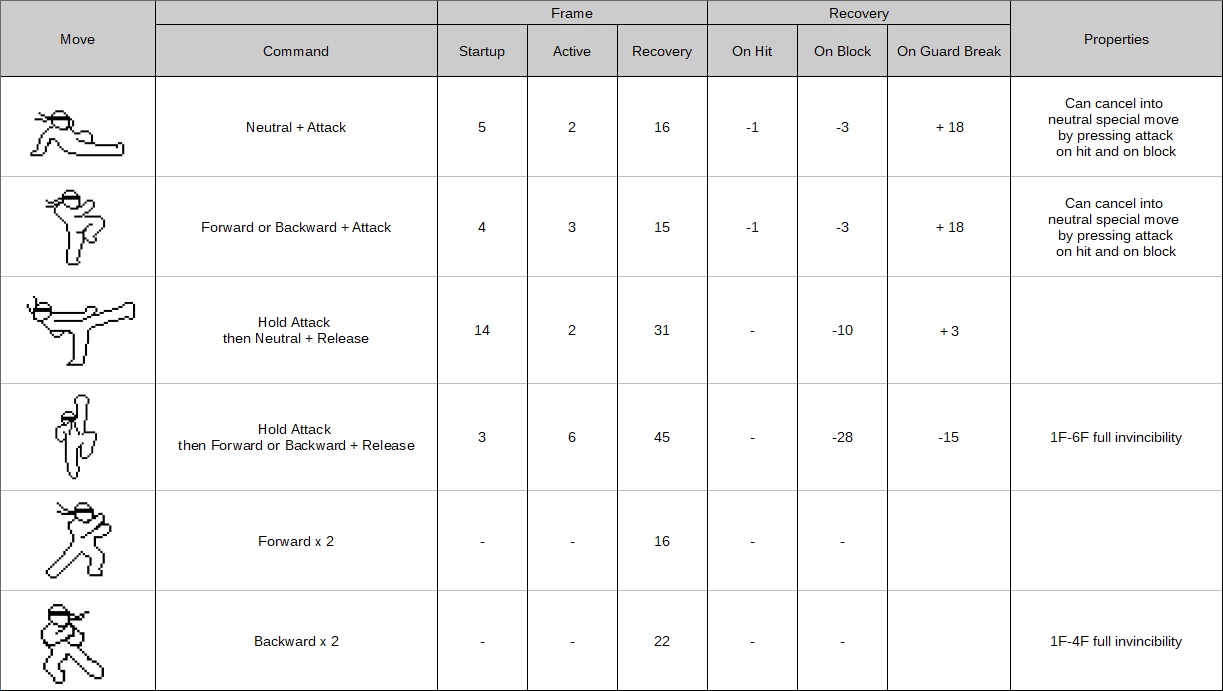 Frame
Recovery
Move
Command
Startup
Active
Recovery
On Hit
On Block
On Guard Break
Properties
Neutral + Attack
5
2
16
-1
-3
+ 18
Can cancel into
neutral special move
by pressing attack
on hit and on block
Forward or Backward + Attack
4
3
15
-1
-3
+ 18
Can cancel into
neutral special move
by pressing attack
on hit and on block
Hold Attack
then Neutral + Release
14
2
31
-
-10
+ 3
Hold Attack
then Forward or Backward + Release
3
6
45
-
-28
-15
1F-6F full invincibility
Forward x 2
-
-
16
-
-
Backward x 2
-
-
22
-
-
1F-4F full invincibility